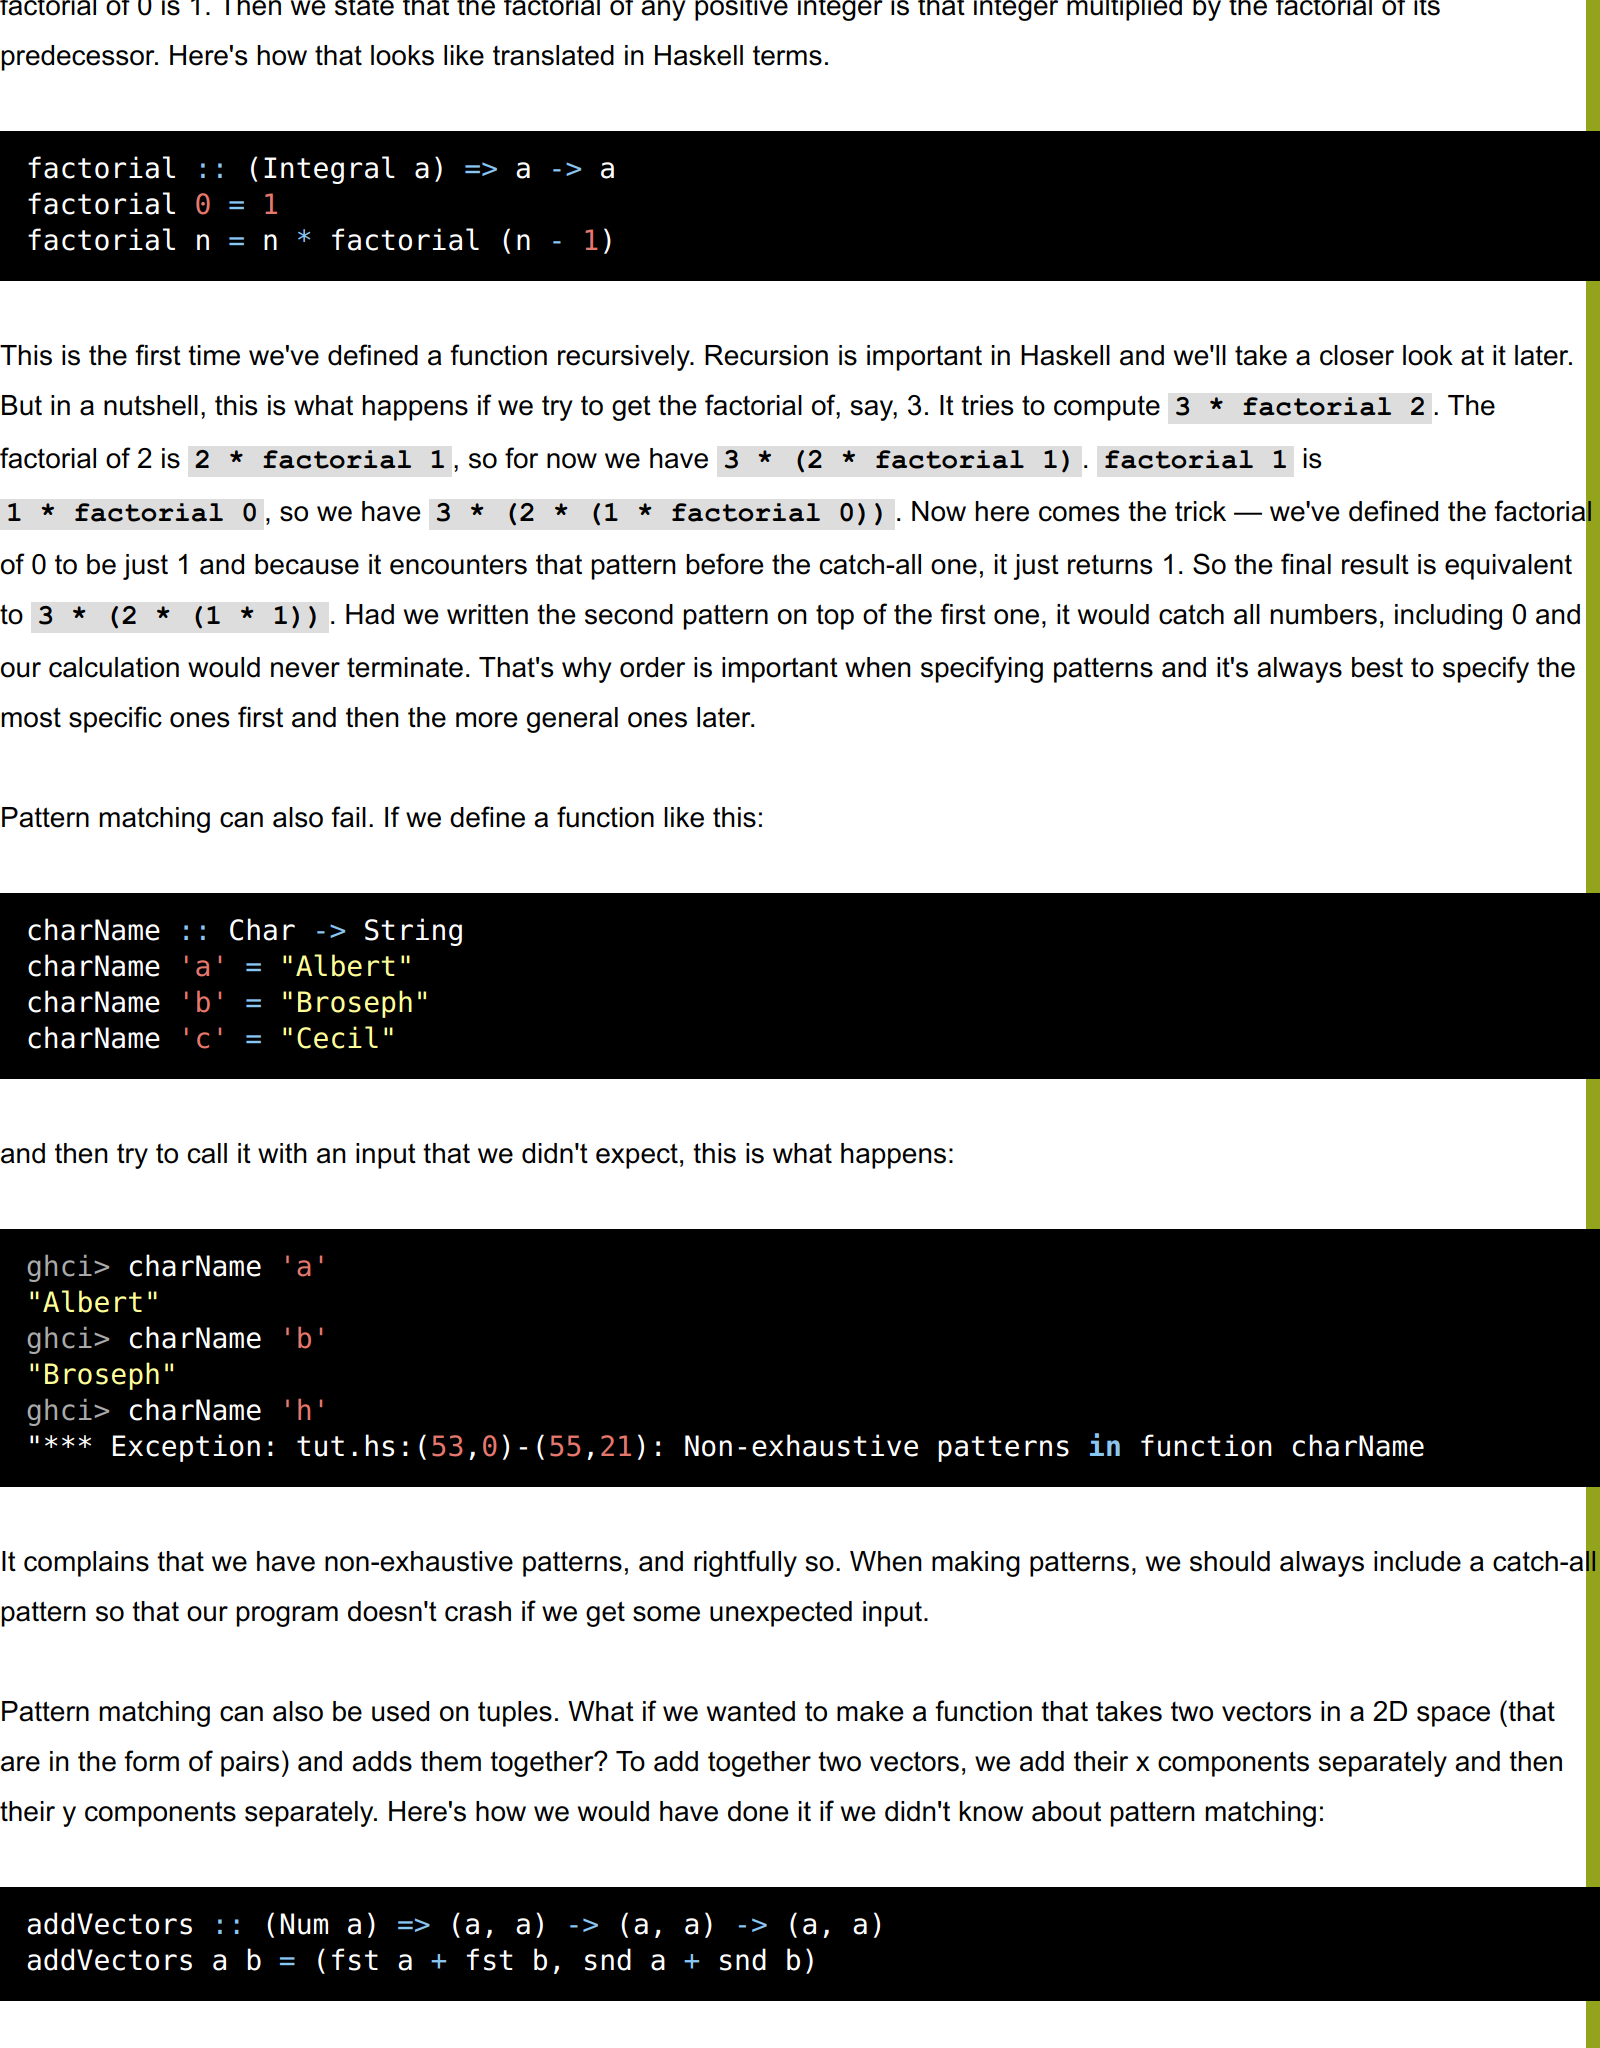 factorial of 0 is 1. Then we state that the factorial of any positive integer is that integer multiplied by the factorial of its
predecessor. Here's how that looks like translated in Haskell terms.
factorial :: (Integral a) => a -> a
factorial 0 = 1
factorial n = n * factorial (n - 1)
This is the first time we've defined a function recursively. Recursion is important in Haskell and we'll take a closer look at it later.
But in a nutshell, this is what happens if we try to get the factorial of, say, 3. It tries to compute 3 * factorial 2. The
factorial of 2 is 2 * factorial 1, so for now we have 3 * (2 * factorial 1). factorial 1 is
1 * factorial 0, so we have 3 * (2 * (1 * factorial 0)). Now here comes the trick — we've defined the factorial
of 0 to be just 1 and because it encounters that pattern before the catch-all one, it just returns 1. So the final result is equivalent
to 3 * (2 * (1 * 1)). Had we written the second pattern on top of the first one, it would catch all numbers, including 0 and
our calculation would never terminate. That's why order is important when specifying patterns and it's always best to specify the
most specific ones first and then the more general ones later.
Pattern matching can also fail. If we define a function like this:
charName :: Char -> String
charName 'a' = "Albert"
charName 'b' = "Broseph"
charName 'c' = "Cecil"
and then try to call it with an input that we didn't expect, this is what happens:
ghci> charName 'a'
"Albert"
ghci> charName 'b'
"Broseph"
ghci> charName 'h'
"*** Exception: tut.hs:(53,0)-(55,21): Non-exhaustive patterns in function charName
It complains that we have non-exhaustive patterns, and rightfully so. When making patterns, we should always include a catch-all
pattern so that our program doesn't crash if we get some unexpected input.
Pattern matching can also be used on tuples. What if we wanted to make a function that takes two vectors in a 2D space (that
are in the form of pairs) and adds them together? To add together two vectors, we add their x components separately and then
their y components separately. Here's how we would have done it if we didn't know about pattern matching:
addVectors :: (Num a) => (a, a) -> (a, a) -> (a, a)
addVectors a b = (fst a + fst b, snd a + snd b)